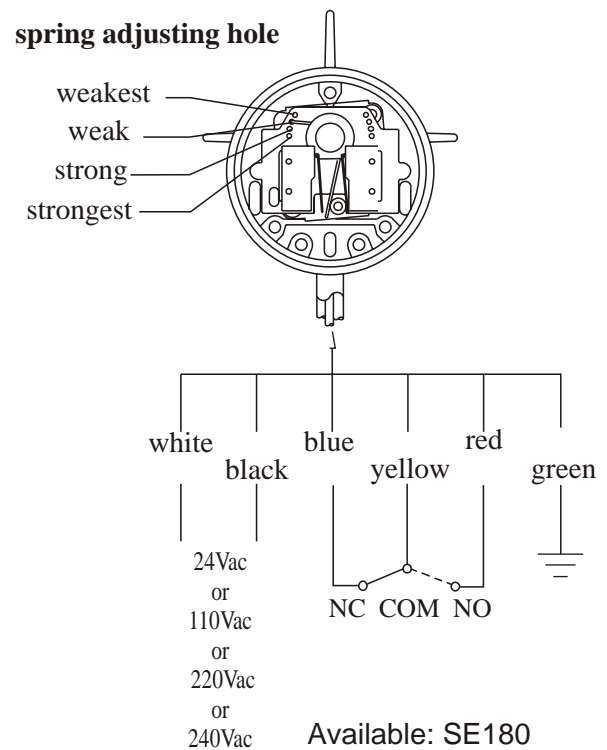 spring adjusting hole
weakest
weak
strong
strongest
white
black
blue
yellow
red
green
24Vac
or
110Vac
or
220Vac
or
240Vac
NC COM NO
Available: SE180